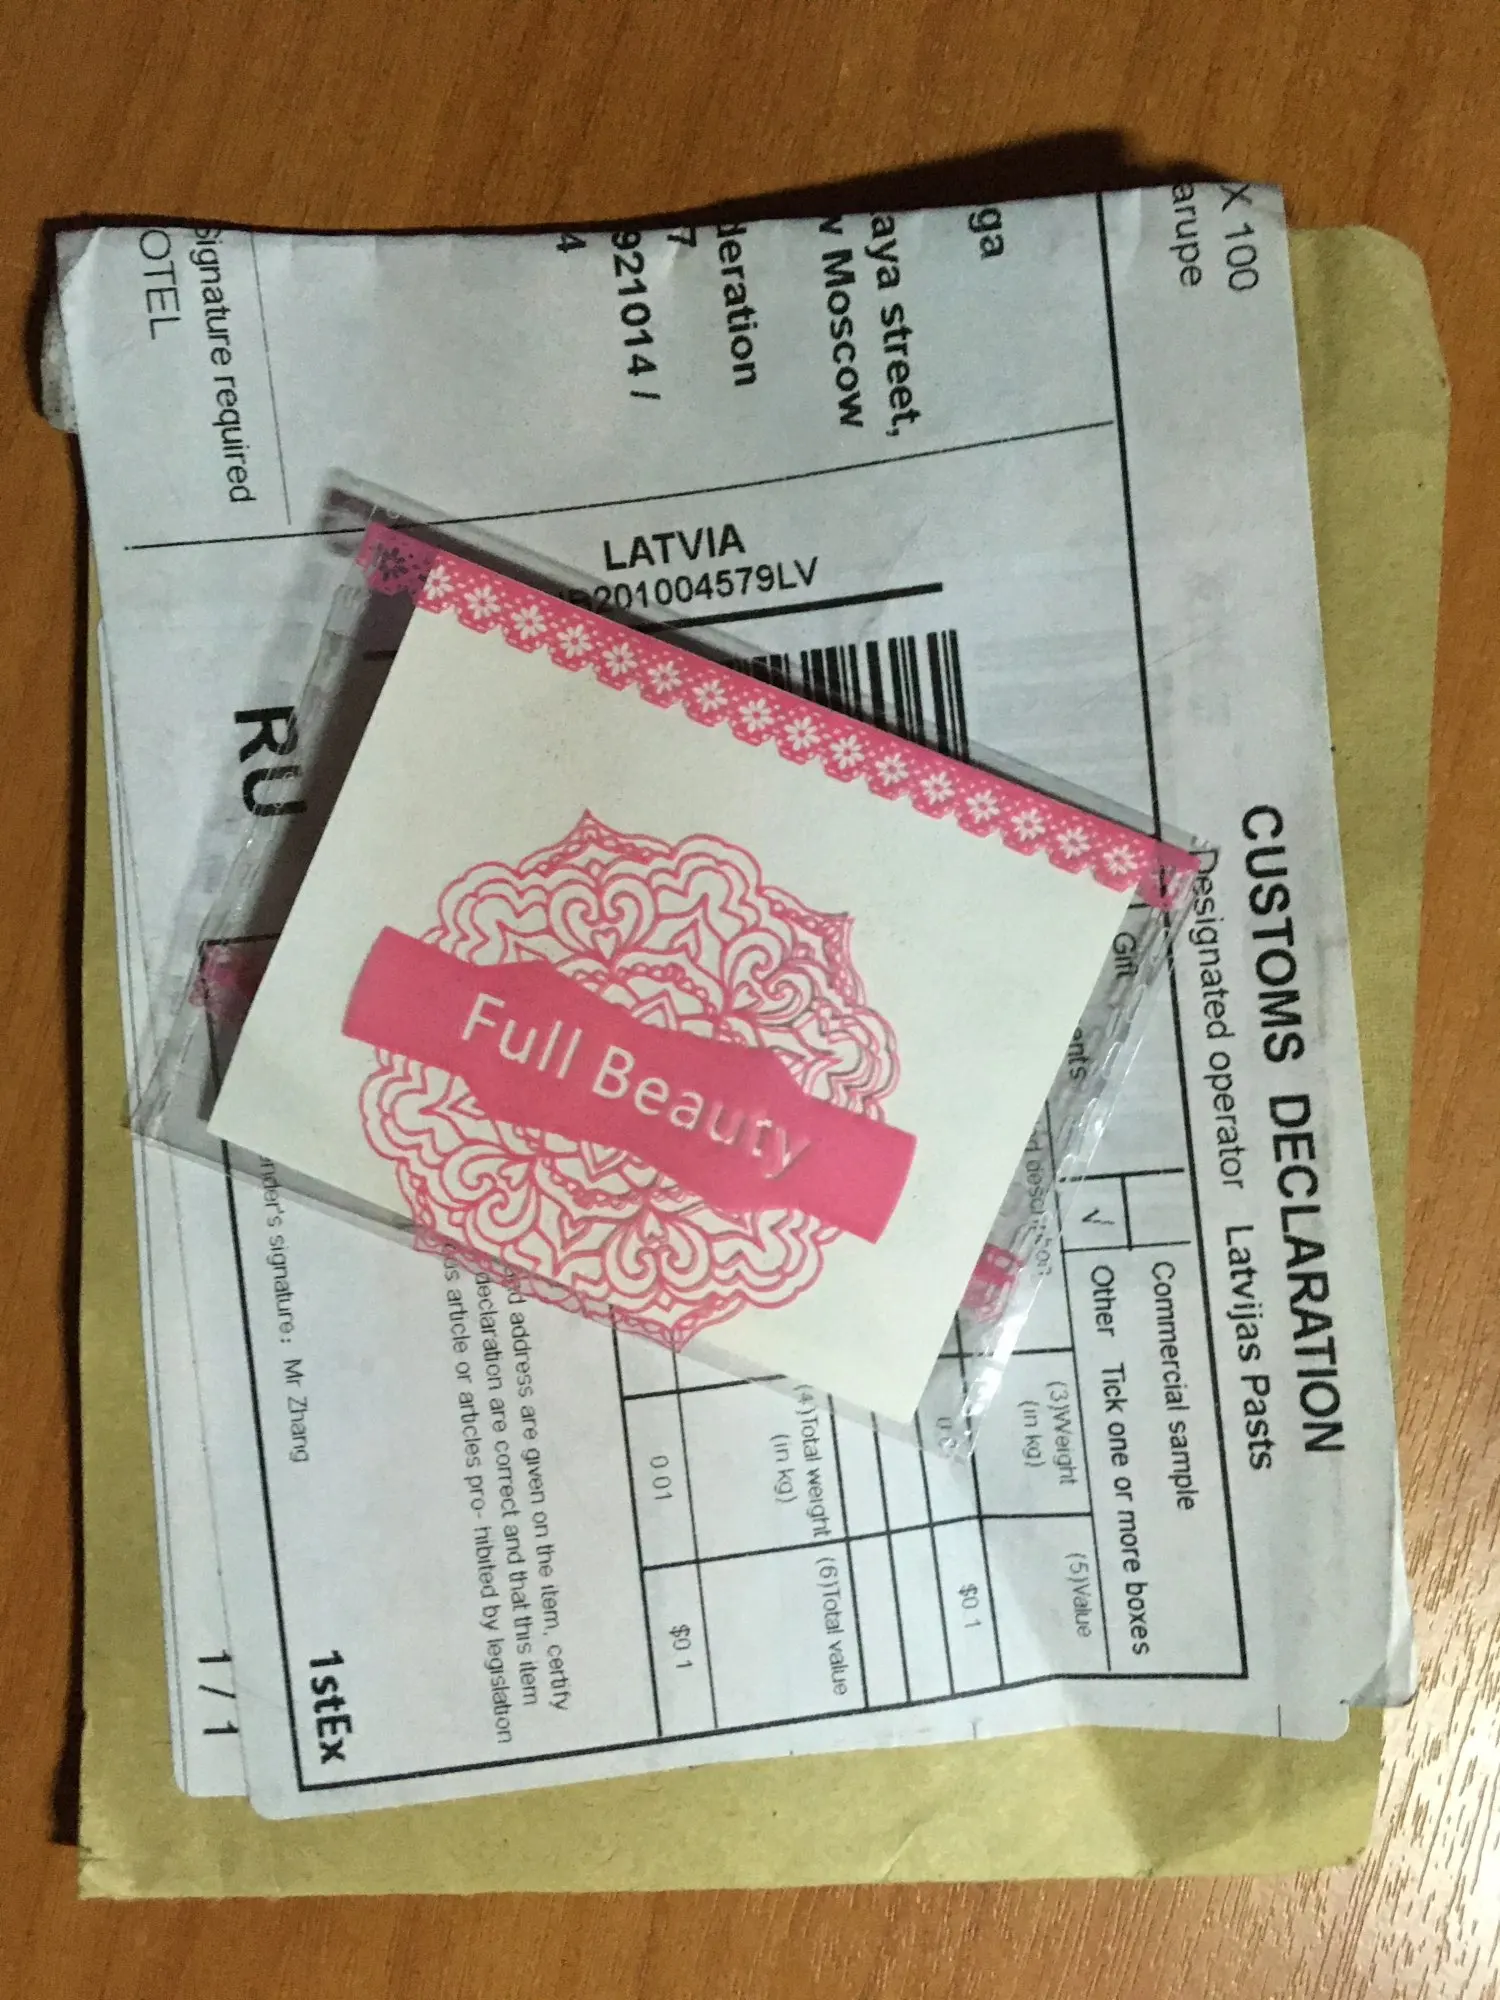 X 100
arupe
ga
aya street,
w Moscow
deration
7
921014 /
4
Signature required
OTEL
LATVIA
201004579LV
RU
Full Beauty
CUSTOMS DECLARATION
Designated operator Latvijas Pasts
Gift
Commercial sample
ents
√ Other Tick one or more boxes
(3)Weight
(in kg)
(5)Value
$0.1
(4)Total weight
(in kg)
(6)Total value
0.01
$0.1
address are given on the item, certify
declaration are correct and that this item
article or articles pro- hibited by legislation
nder's signature: Mr Zhang
1stEx
1 / 1